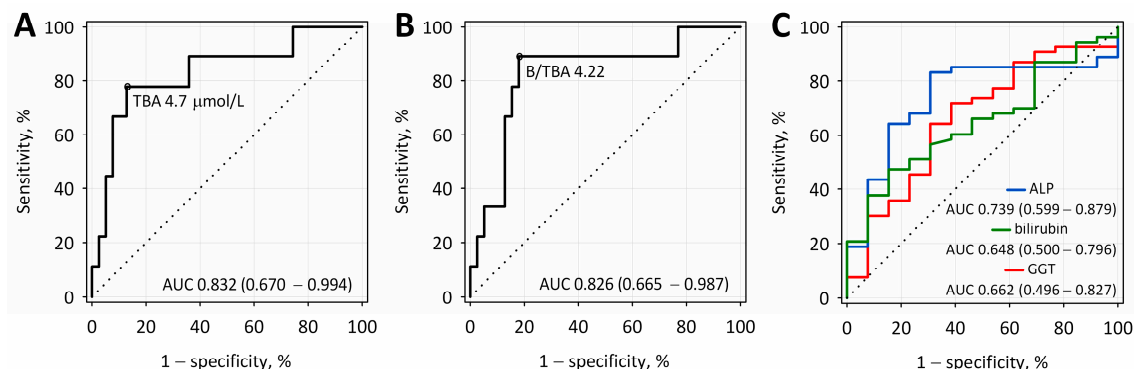 A
Sensitivity, %
100
80
60
40
20
0
TBA 4.7 µmol/L
AUC 0.832 (0.670 – 0.994)
0 20 40 60 80 100
1 – specificity, %
B
Sensitivity, %
100
80
60
40
20
0
B/TBA 4.22
AUC 0.826 (0.665 – 0.987)
0 20 40 60 80 100
1 – specificity, %
C
Sensitivity, %
100
80
60
40
20
0
ALP
AUC 0.739 (0.599 – 0.879)
bilirubin
AUC 0.648 (0.500 – 0.796)
GGT
AUC 0.662 (0.496 – 0.827)
0 20 40 60 80 100
1 – specificity, %